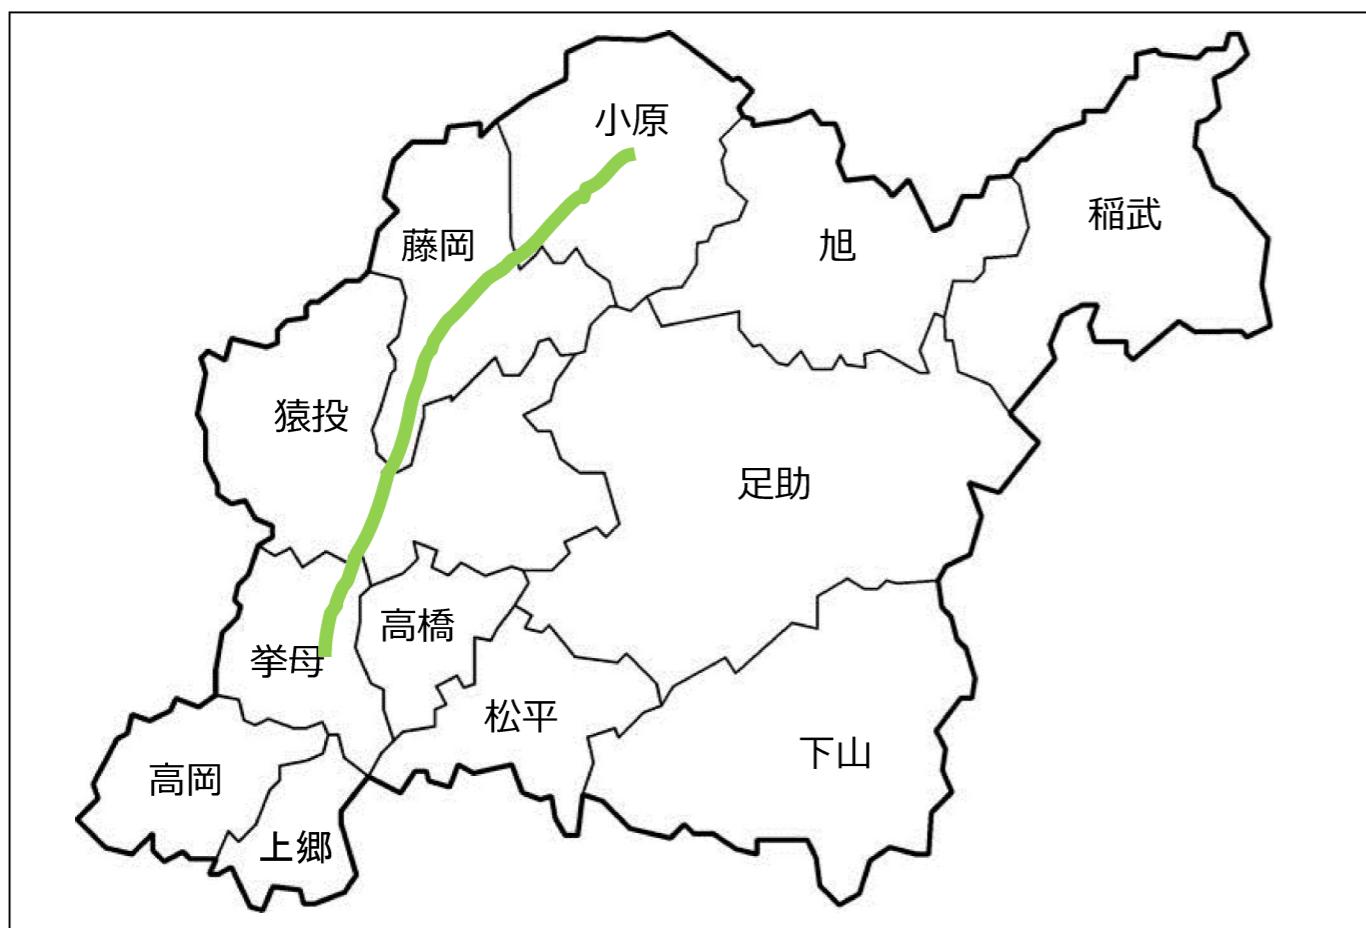 小原
稲武
藤岡
旭
猿投
足助
高橋
挙母
松平
下山
高岡
上郷